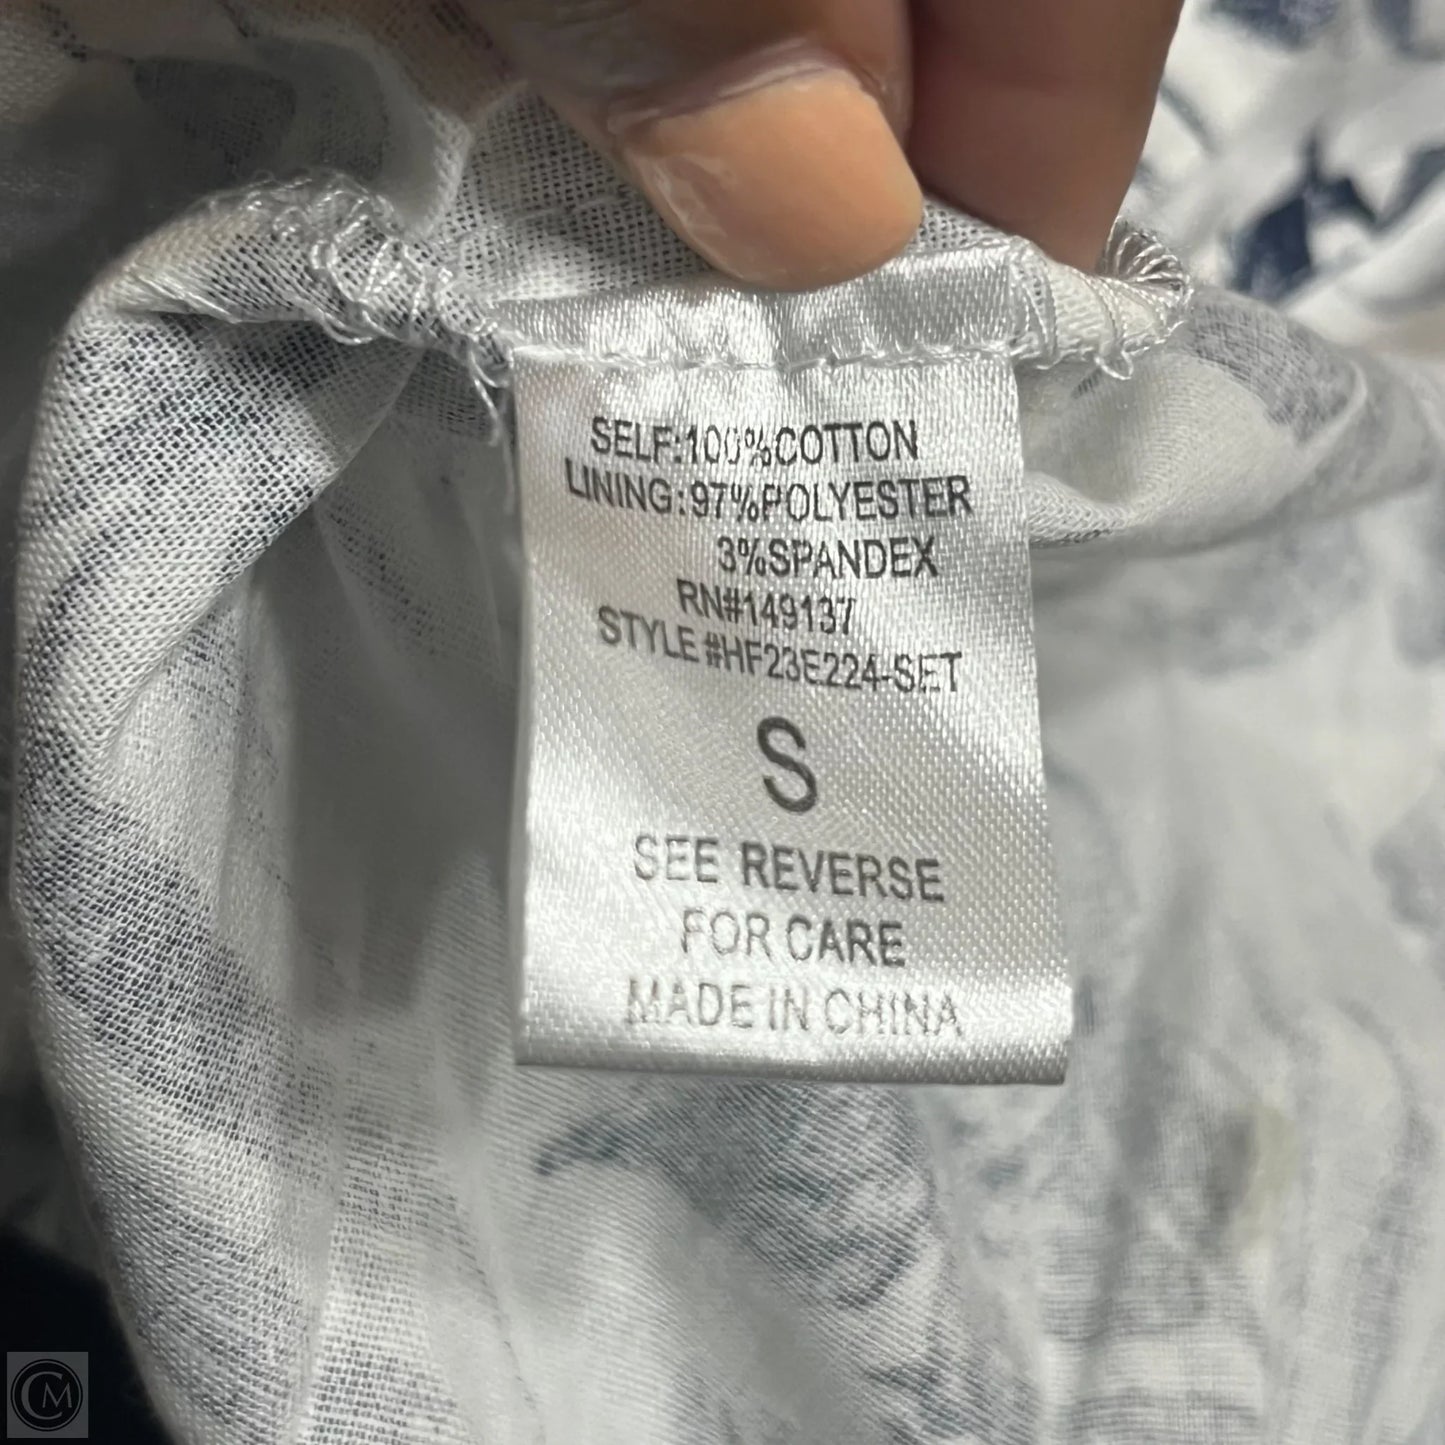 SELF:100%COTTON
LINING:97%POLYESTER
3%SPANDEX
RN#149137
STYLE#HF23E224-SET
S
SEE REVERSE
FOR CARE
MADE IN CHINA
CM